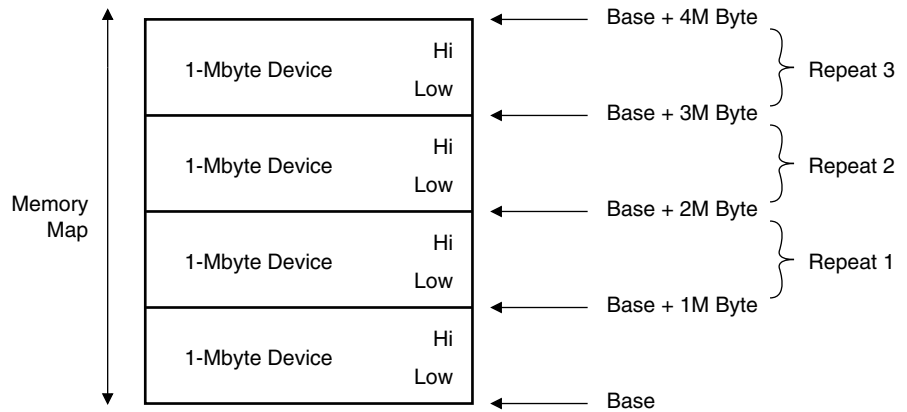 Base + 4M Byte
Hi
1-Mbyte Device
Low
Repeat 3
Base + 3M Byte
Hi
1-Mbyte Device
Low
Repeat 2
Memory
Map
Base + 2M Byte
Hi
1-Mbyte Device
Low
Repeat 1
Base + 1M Byte
Hi
1-Mbyte Device
Low
Base